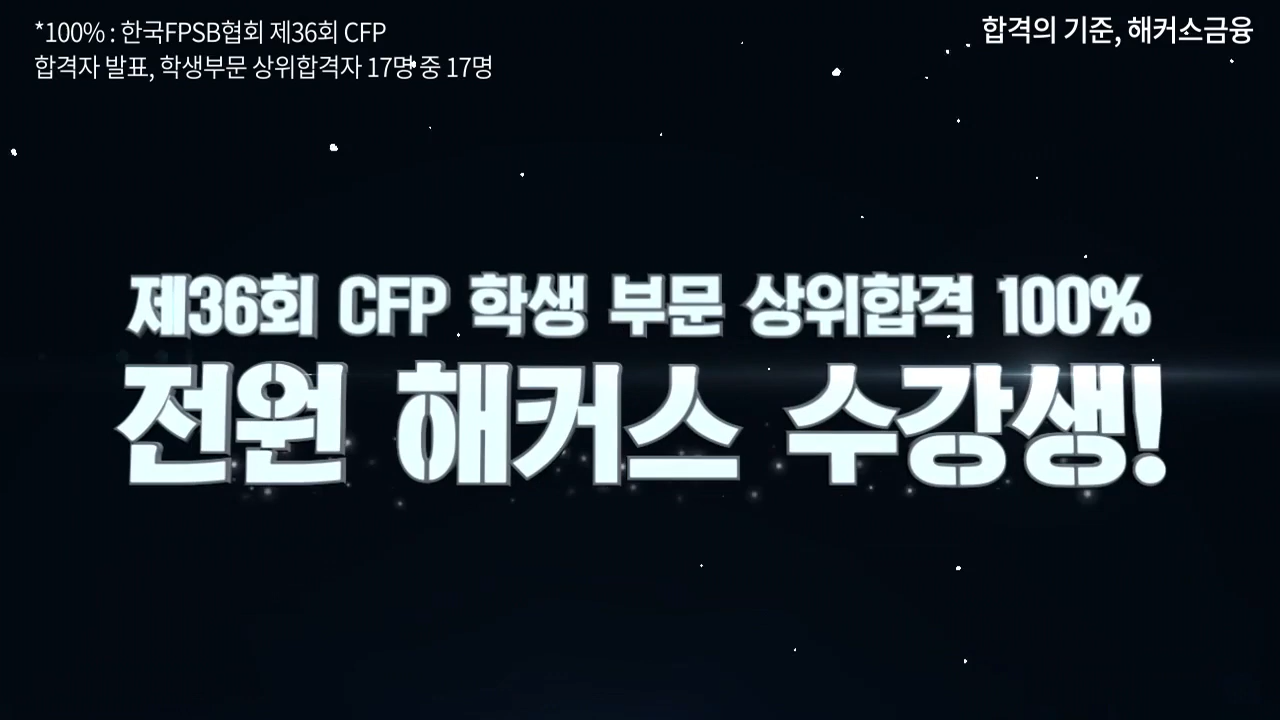 *100% : 한국FPSB협회 제36회 CFP
합격자 발표, 학생부문 상위합격자 17명 중 17명
합격의 기준, 해커스금융
제36회 CFP 학생 부문 상위합격 100%
전원 해커스 수강생!